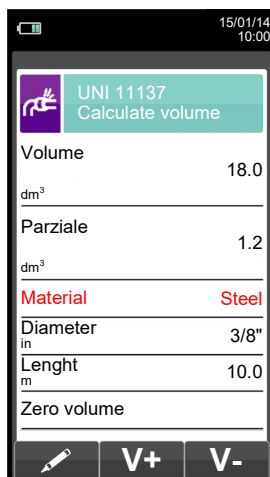 15/01/14
10:00
UNI 11137
Calculate volume
Volume
18.0
dm³
Parziale
1.2
dm³
Material Steel
Diameter
in
3/8"
Lenght
m
10.0
Zero volume
V+ V-